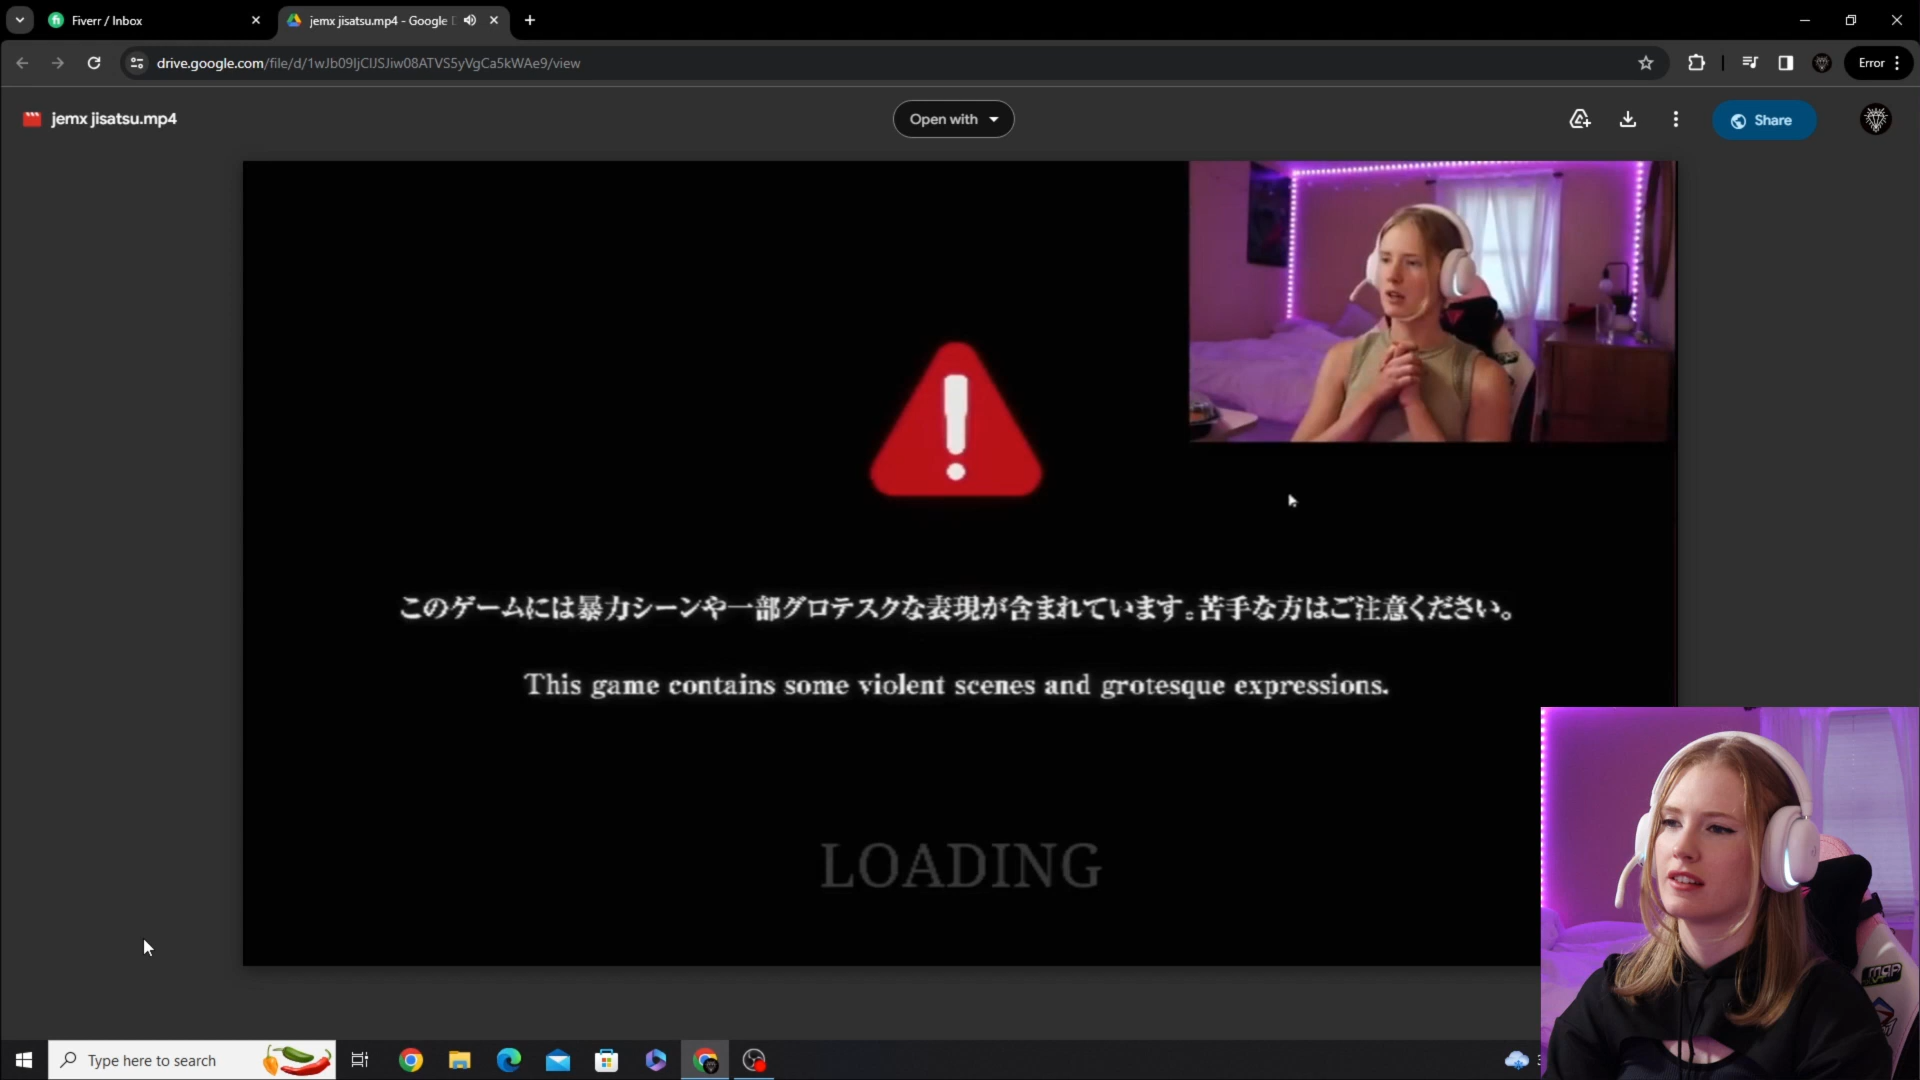 Fiverr / Inbox
jemx jisatsu.mp4 - Google D
drive.google.com/file/d/1wJb09IjClJSJiw08ATVS5yVgCa5kWAe9/view
Error
jemx jisatsu.mp4
Open with
Share
このゲームには暴力シーンや一部グロテスクな表現が含まれています。苦手な方はご注意ください。
This game contains some violent scenes and grotesque expressions.
LOADING
Type here to search